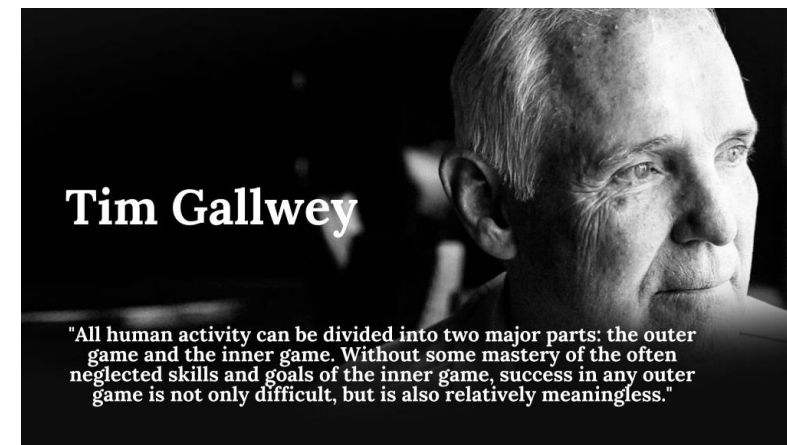 Tim Gallwey
"All human activity can be divided into two major parts: the outer
game and the inner game. Without some mastery of the often
neglected skills and goals of the inner game, success in any outer
game is not only difficult, but is also relatively meaningless."